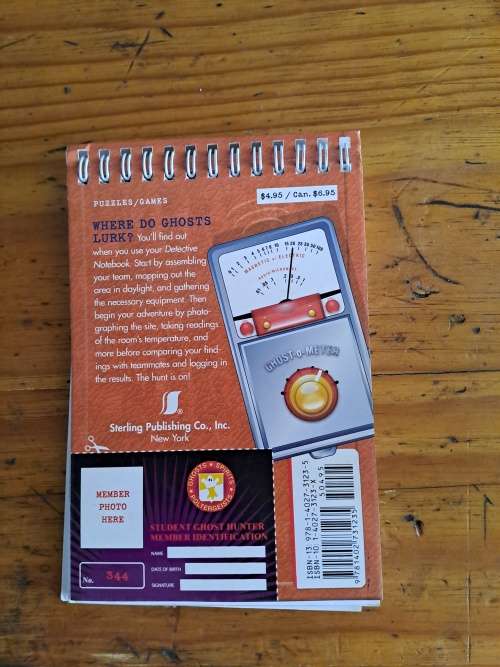 PUZZLES/GAMES
$4.95 / Can. $6.95
WHERE DO GHOSTS
LURK? You'll find out
when you use your Detective
Notebook. Start by assembling
your team, mapping out the
area in daylight, and gathering
the necessary equipment. Then
begin your adventure by photo-
graphing the site, taking readings
of the room's temperature, and
more before comparing your find-
ings with teammates and logging in
the results. The hunt is on!
MAGNETIC - ELECTRIC
GHOST-O-METER
S®
Sterling Publishing Co., Inc.
New York
MEMBER
PHOTO
HERE
No. 344
GHOSTS SPIRITS
POLTERGEISTS
STUDENT GHOST HUNTER
MEMBER IDENTIFICATION
NAME
DATE OF BIRTH
SIGNATURE
ISBN-13 978-1-4027-3123-5
ISBN-10 1-4027-3123-X
50495
9781402731235